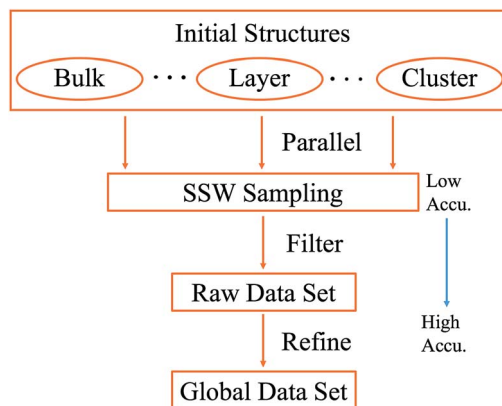 Initial Structures
Bulk ··· Layer ··· Cluster
Parallel
SSW Sampling
Low
Accu.
Filter
Raw Data Set
High
Accu.
Refine
Global Data Set